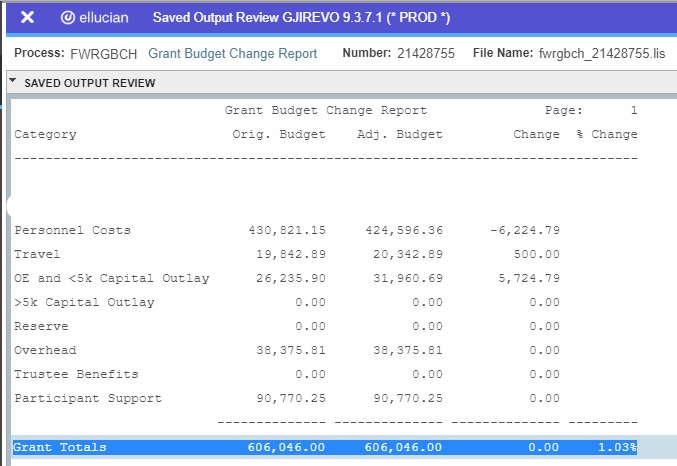 ellucian Saved Output Review GJIREVO 9.3.7.1 (* PROD *)
Process: FWRGBCH Grant Budget Change Report Number: 21428755 File Name: fwrgbch_21428755.lis
SAVED OUTPUT REVIEW
Grant Budget Change Report Page: 1
Category Orig. Budget Adj. Budget Change % Change
Personnel Costs 430,821.15 424,596.36 -6,224.79
Travel 19,842.89 20,342.89 500.00
OE and <5k Capital Outlay 26,235.90 31,960.69 5,724.79
>5k Capital Outlay 0.00 0.00 0.00
Reserve 0.00 0.00 0.00
Overhead 38,375.81 38,375.81 0.00
Trustee Benefits 0.00 0.00 0.00
Participant Support 90,770.25 90,770.25 0.00
Grant Totals 606,046.00 606,046.00 0.00 1.03%